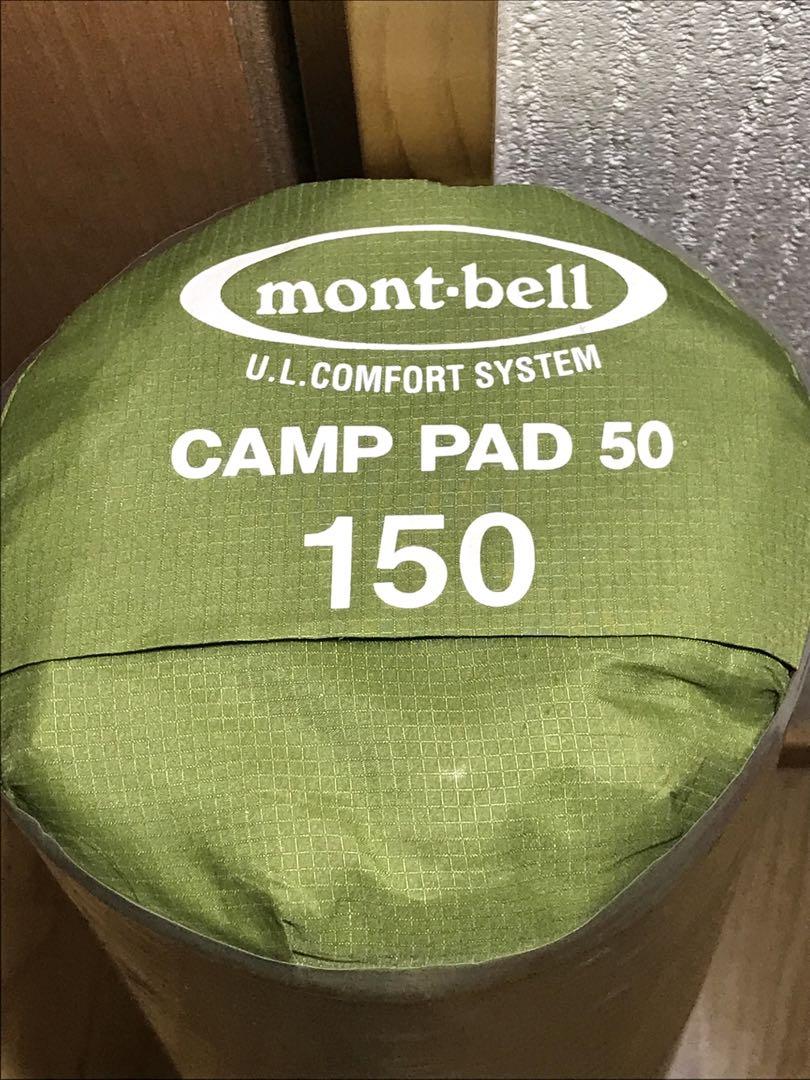 mont-bell
U.L.COMFORT SYSTEM
CAMP PAD 50
150